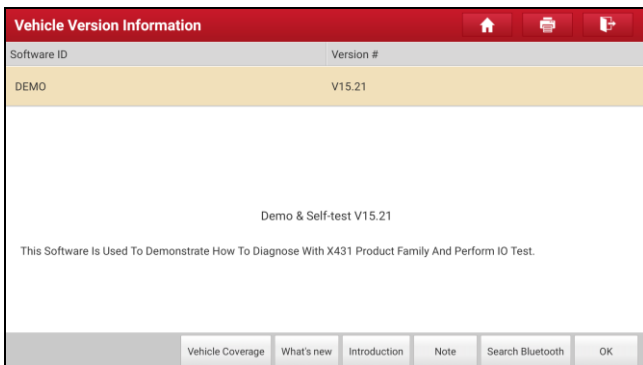 Vehicle Version Information
Software ID Version #
DEMO V15.21
Demo & Self-test V15.21
This Software Is Used To Demonstrate How To Diagnose With X431 Product Family And Perform IO Test.
Vehicle Coverage What's new Introduction Note Search Bluetooth OK